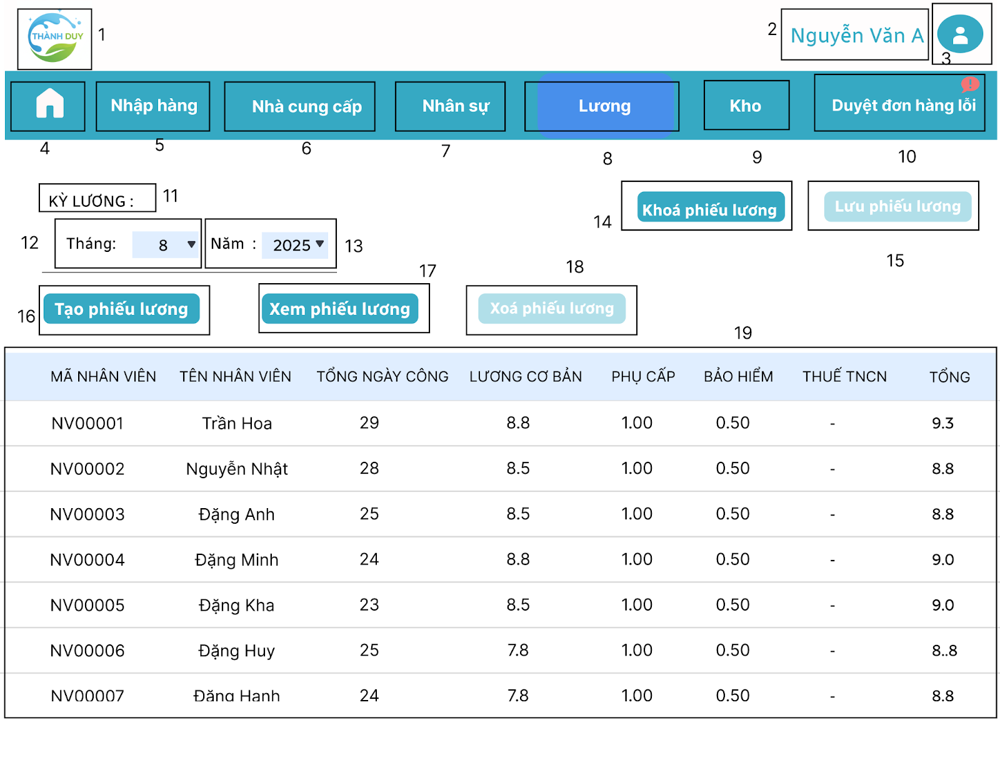 THÀNH DUY
1
2
Nguyễn Văn A
3
Nhập hàng
Nhà cung cấp
Nhân sự
Lương
Kho
Duyệt đơn hàng lỗi
!
4
5
6
7
8
9
10
KỲ LƯƠNG :
11
14
Khoá phiếu lương
Lưu phiếu lương
12
Tháng: 8
Năm : 2025
13
15
17
18
16
Tạo phiếu lương
Xem phiếu lương
Xoá phiếu lương
19
MÃ NHÂN VIÊN TÊN NHÂN VIÊN TỔNG NGÀY CÔNG LƯƠNG CƠ BẢN PHỤ CẤP BẢO HIỂM THUẾ TNCN TỔNG
NV00001 Trần Hoa 29 8.8 1.00 0.50 - 9.3
NV00002 Nguyễn Nhật 28 8.5 1.00 0.50 - 8.8
NV00003 Đặng Anh 25 8.5 1.00 0.50 - 8.8
NV00004 Đặng Minh 24 8.8 1.00 0.50 - 9.0
NV00005 Đặng Kha 23 8.5 1.00 0.50 - 9.0
NV00006 Đặng Huy 25 7.8 1.00 0.50 - 8..8
NV00007 Đặng Hạnh 24 7.8 1.00 0.50 - 8.8